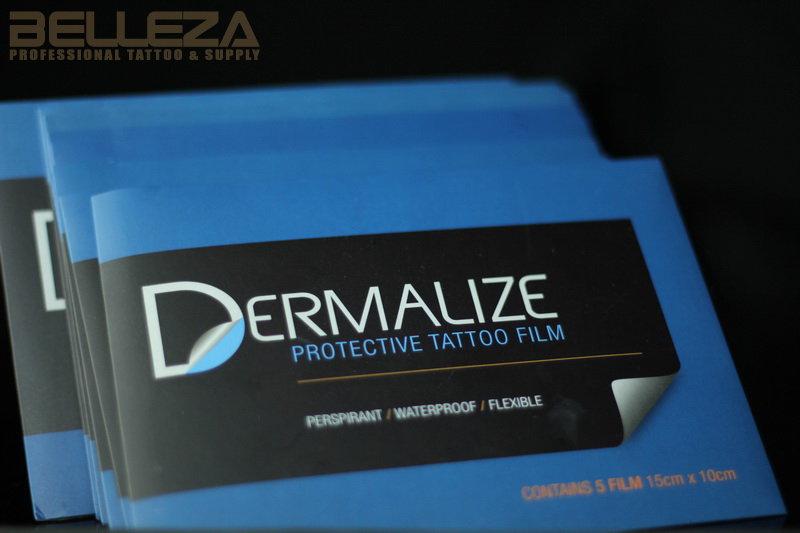 BELLEZA
PROFESSIONAL TATTOO & SUPPLY
DERMALIZE
PROTECTIVE TATTOO FILM
PERSPIRANT / WATERPROOF / FLEXIBLE
CONTAINS 5 FILM 15cm x 10cm